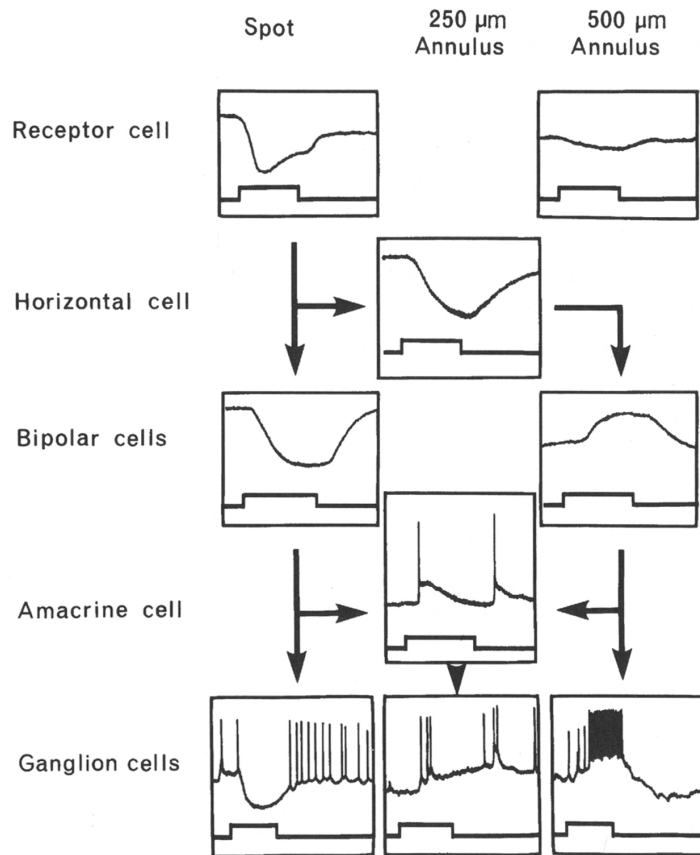 Spot
250 μm
Annulus
500 μm
Annulus
Receptor cell
Horizontal cell
Bipolar cells
Amacrine cell
Ganglion cells